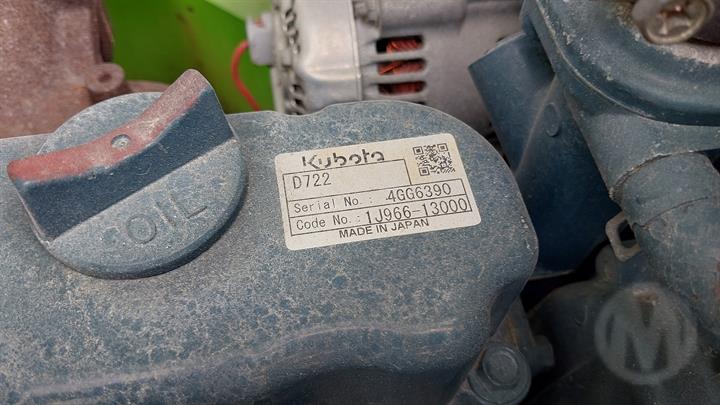 Kubota
D722
Serial No.: 4GG6390
Code No.: 1J966-13000
MADE IN JAPAN
OIL
M